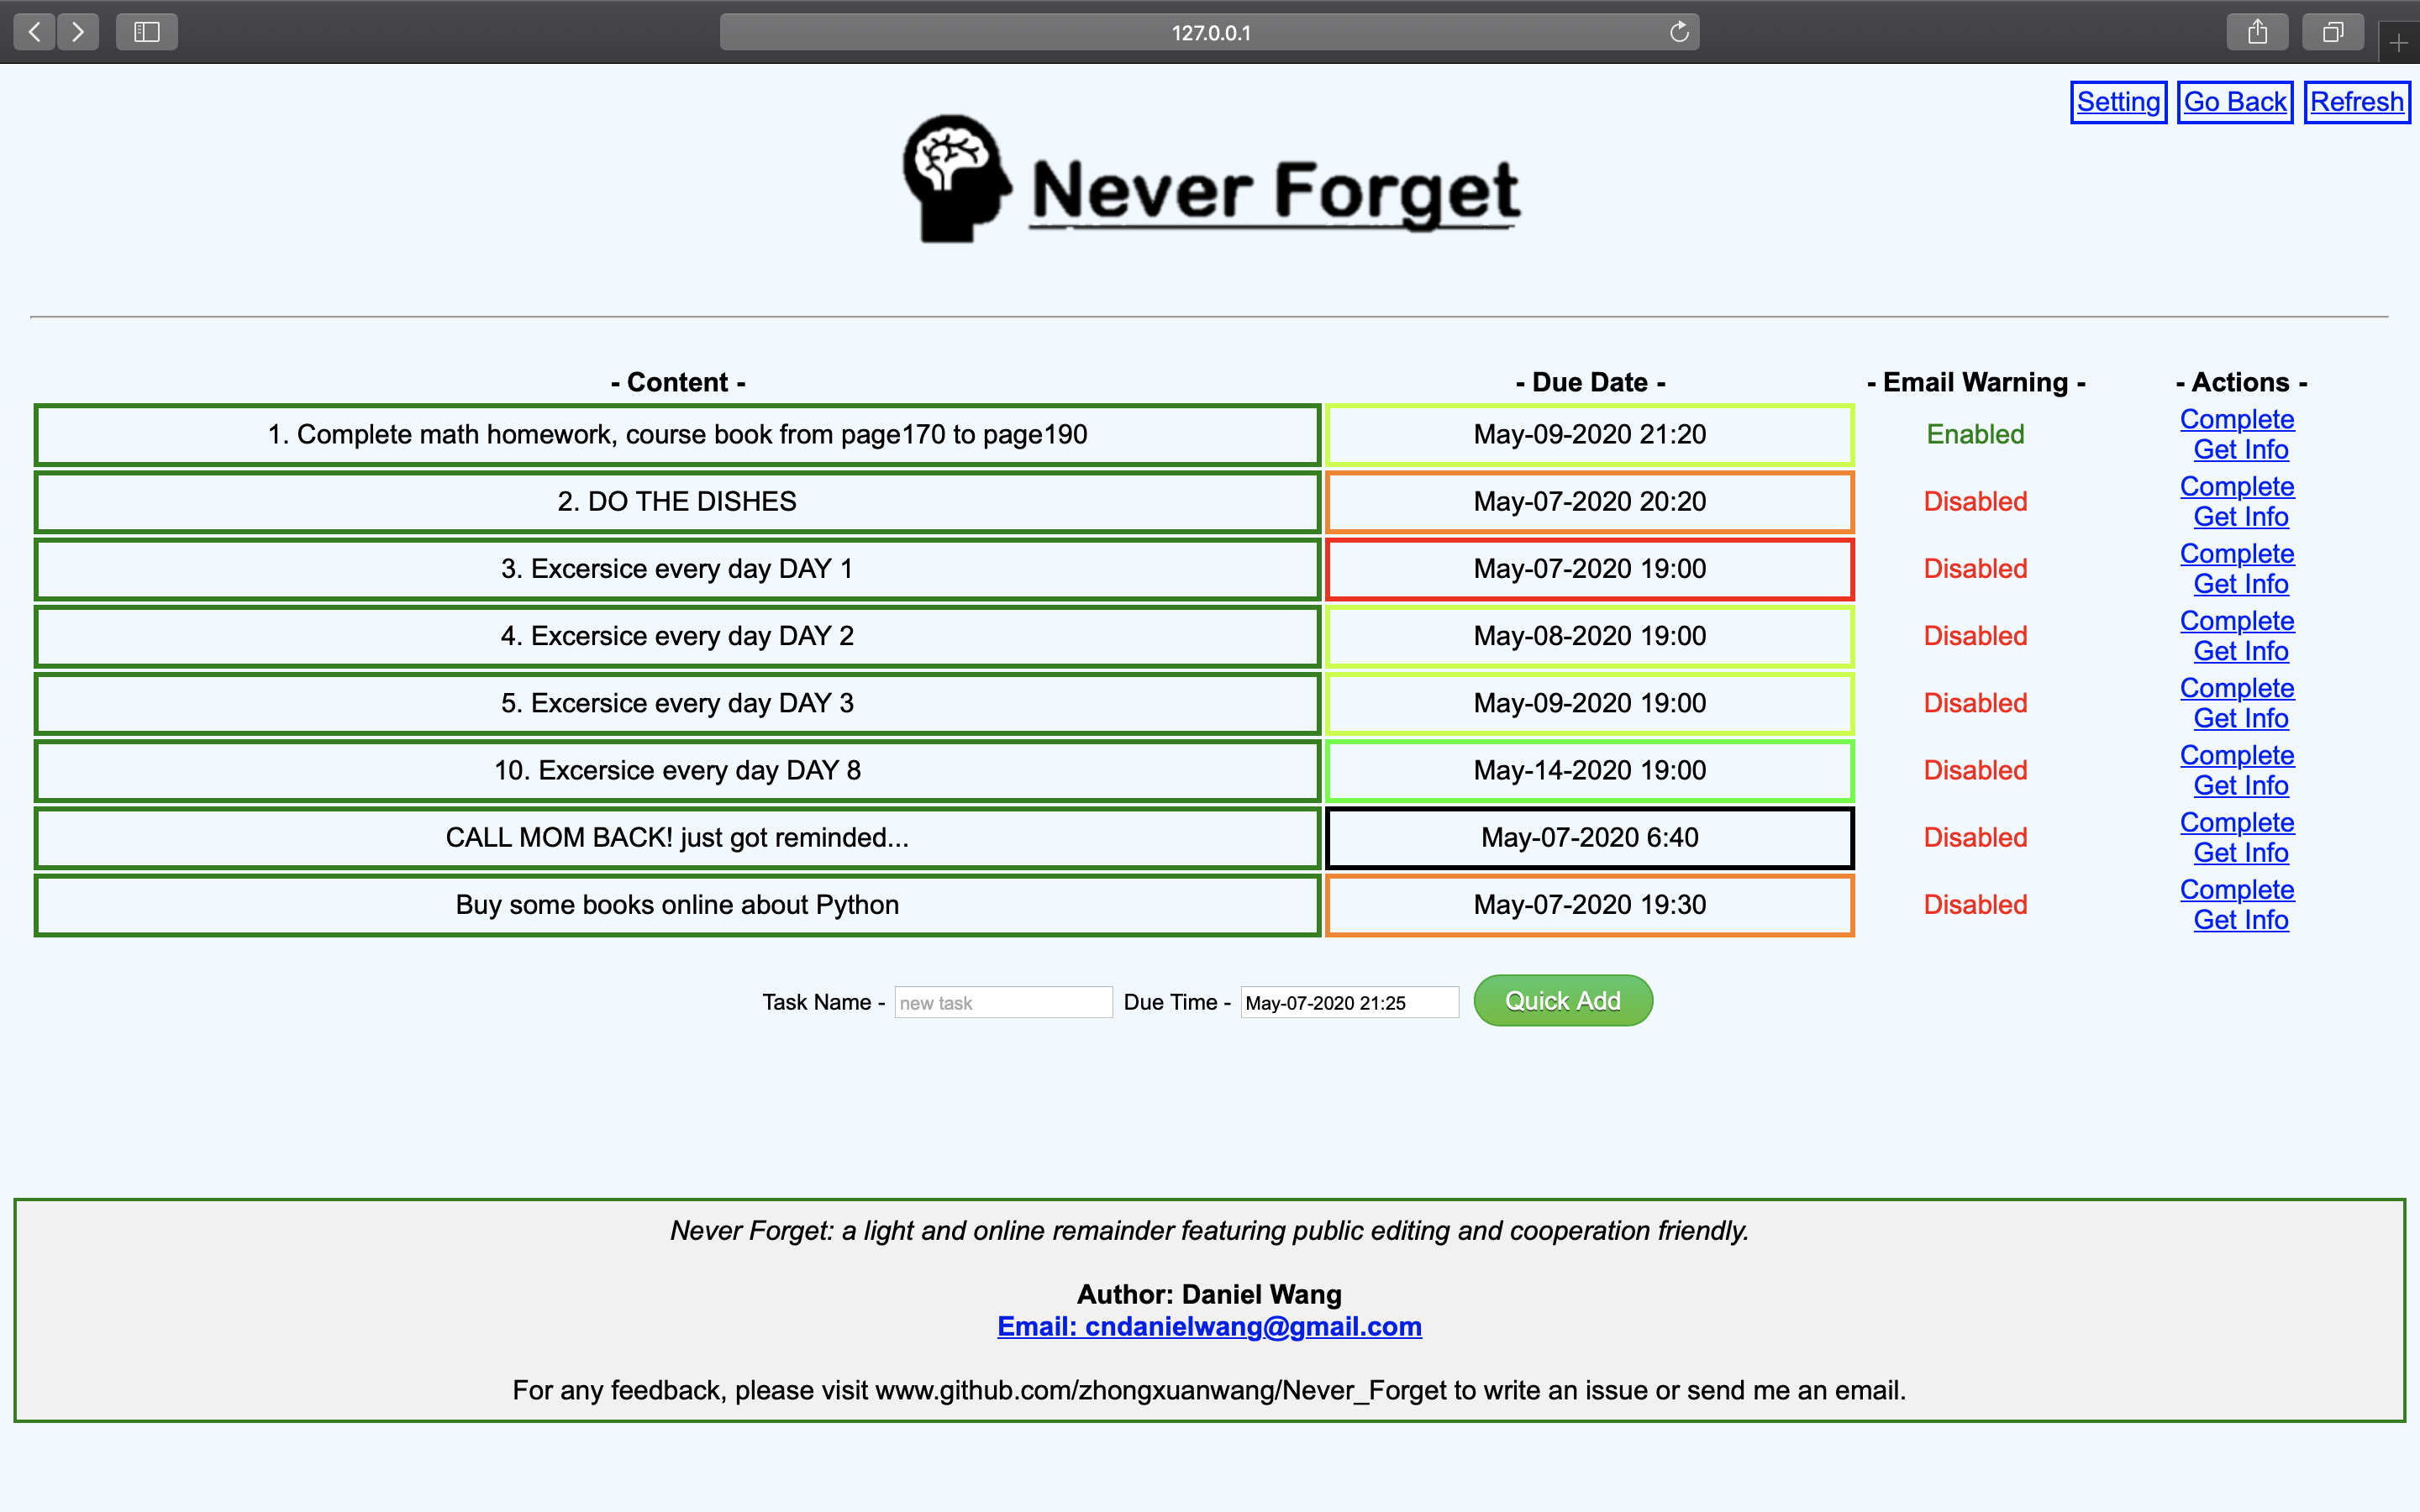 127.0.0.1
Setting Go Back Refresh
Never Forget
- Content - - Due Date - - Email Warning - - Actions -
1. Complete math homework, course book from page170 to page190 May-09-2020 21:20 Enabled Complete
Get Info
2. DO THE DISHES May-07-2020 20:20 Disabled Complete
Get Info
3. Excersice every day DAY 1 May-07-2020 19:00 Disabled Complete
Get Info
4. Excersice every day DAY 2 May-08-2020 19:00 Disabled Complete
Get Info
5. Excersice every day DAY 3 May-09-2020 19:00 Disabled Complete
Get Info
10. Excersice every day DAY 8 May-14-2020 19:00 Disabled Complete
Get Info
CALL MOM BACK! just got reminded... May-07-2020 6:40 Disabled Complete
Get Info
Buy some books online about Python May-07-2020 19:30 Disabled Complete
Get Info
Task Name - new task Due Time - May-07-2020 21:25 Quick Add
Never Forget: a light and online remainder featuring public editing and cooperation friendly.
Author: Daniel Wang
Email: cndanielwang@gmail.com
For any feedback, please visit www.github.com/zhongxuanwang/Never_Forget to write an issue or send me an email.